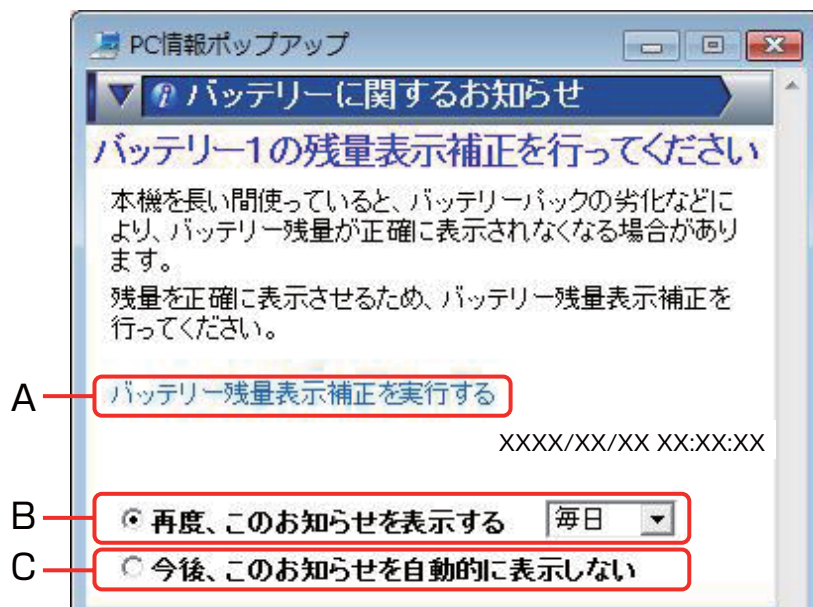 PC情報ポップアップ
バッテリーに関するお知らせ
バッテリー1の残量表示補正を行ってください
本機を長い間使っていると、バッテリーパックの劣化などに
より、バッテリー残量が正確に表示されなくなる場合があり
ます。
残量を正確に表示させるため、バッテリー残量表示補正を
行ってください。
A
バッテリー残量表示補正を実行する
XXXX/XX/XX XX:XX:XX
B
再度、このお知らせを表示する 毎日
C
今後、このお知らせを自動的に表示しない